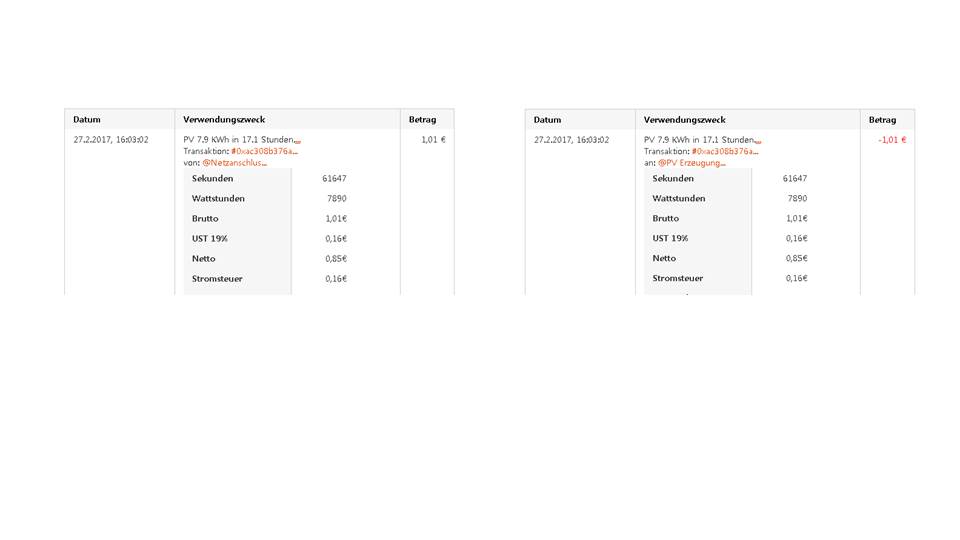 Datum Verwendungszweck Betrag
27.2.2017, 16:03:02 PV 7.9 KWh in 17.1 Stunden... 1,01 €
Transaktion: #0xac308b376a...
von: @Netzanschlus...
Sekunden 61647
Wattstunden 7890
Brutto 1,01€
UST 19% 0,16€
Netto 0,85€
Stromsteuer 0,16€
Datum Verwendungszweck Betrag
27.2.2017, 16:03:02 PV 7.9 KWh in 17.1 Stunden... -1,01 €
Transaktion: #0xac308b376a...
an: @PV Erzeugung...
Sekunden 61647
Wattstunden 7890
Brutto 1,01€
UST 19% 0,16€
Netto 0,85€
Stromsteuer 0,16€